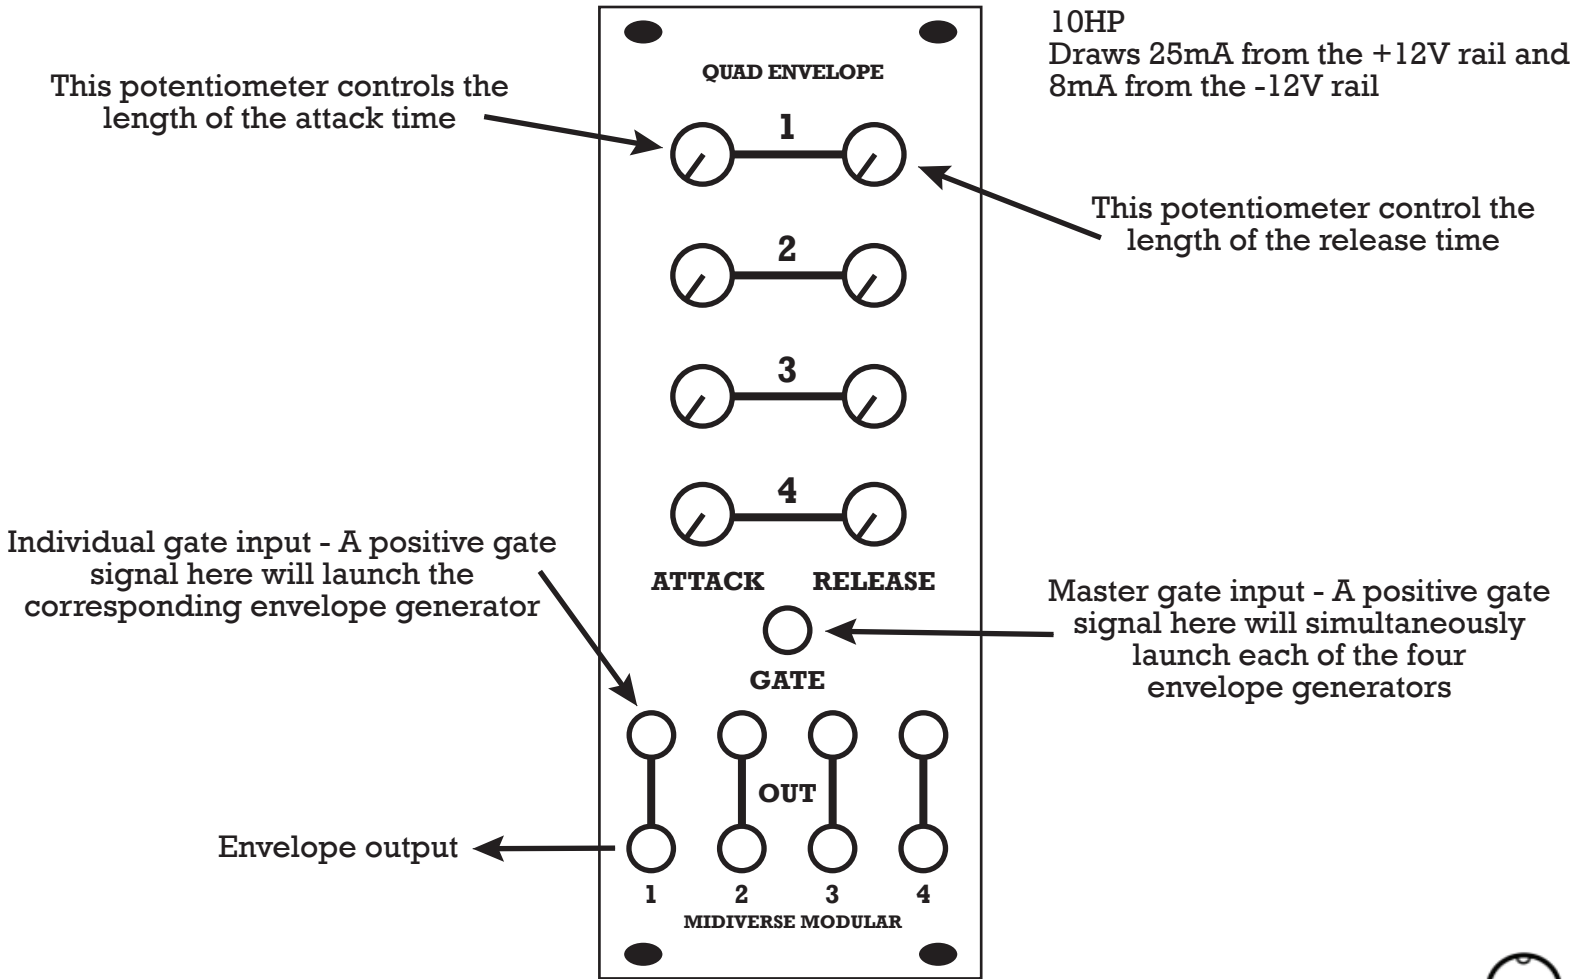 10HP
Draws 25mA from the +12V rail and
8mA from the -12V rail
QUAD ENVELOPE
This potentiometer controls the
length of the attack time
1
This potentiometer control the
length of the release time
2
3
4
Individual gate input - A positive gate
signal here will launch the
corresponding envelope generator
ATTACK RELEASE
Master gate input - A positive gate
signal here will simultaneously
launch each of the four
envelope generators
GATE
OUT
Envelope output
1 2 3 4
MIDIVERSE MODULAR